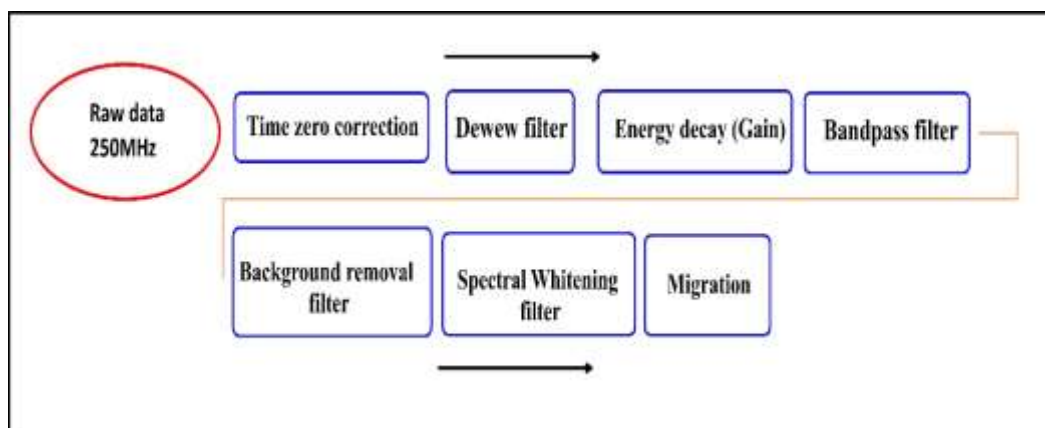 Raw data
250MHz
Time zero correction
Dewew filter
Energy decay (Gain)
Bandpass filter
Background removal
filter
Spectral Whitening
filter
Migration